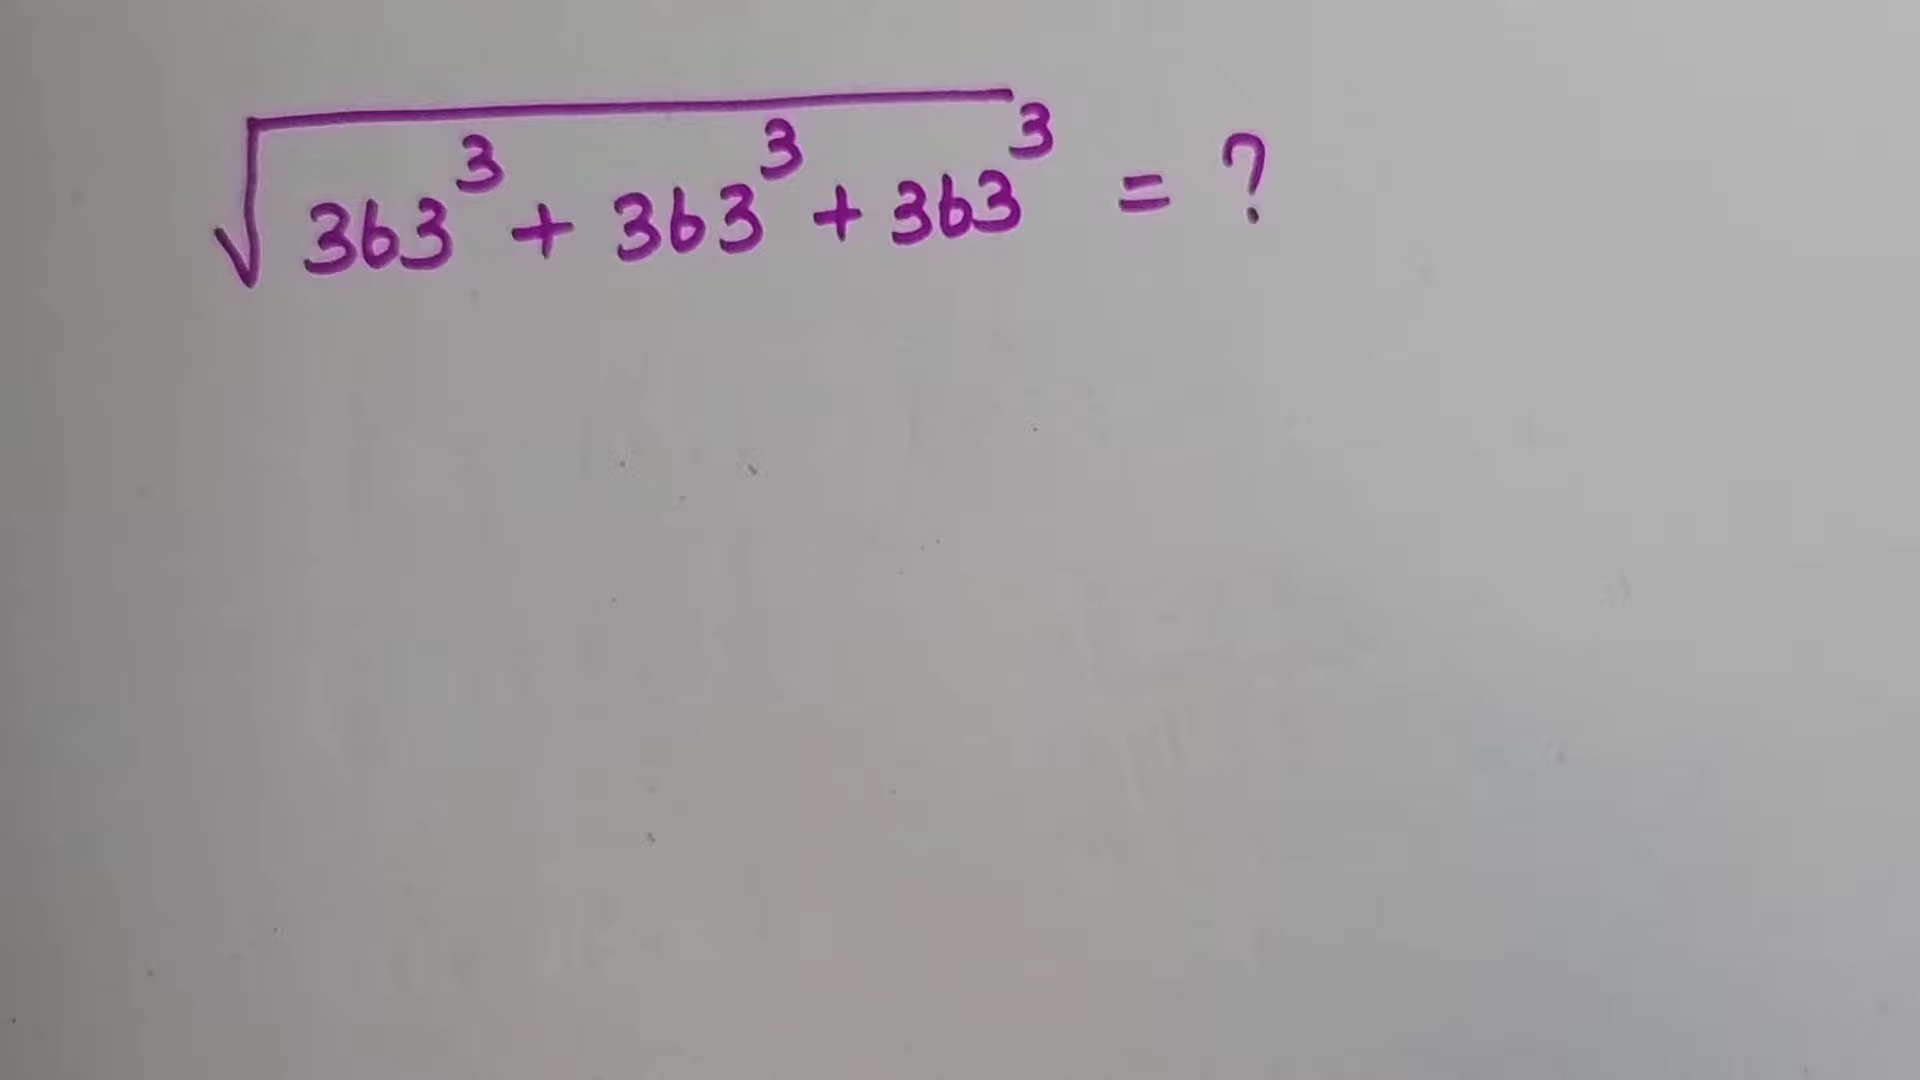 √363³ + 363³ + 363³ = ?